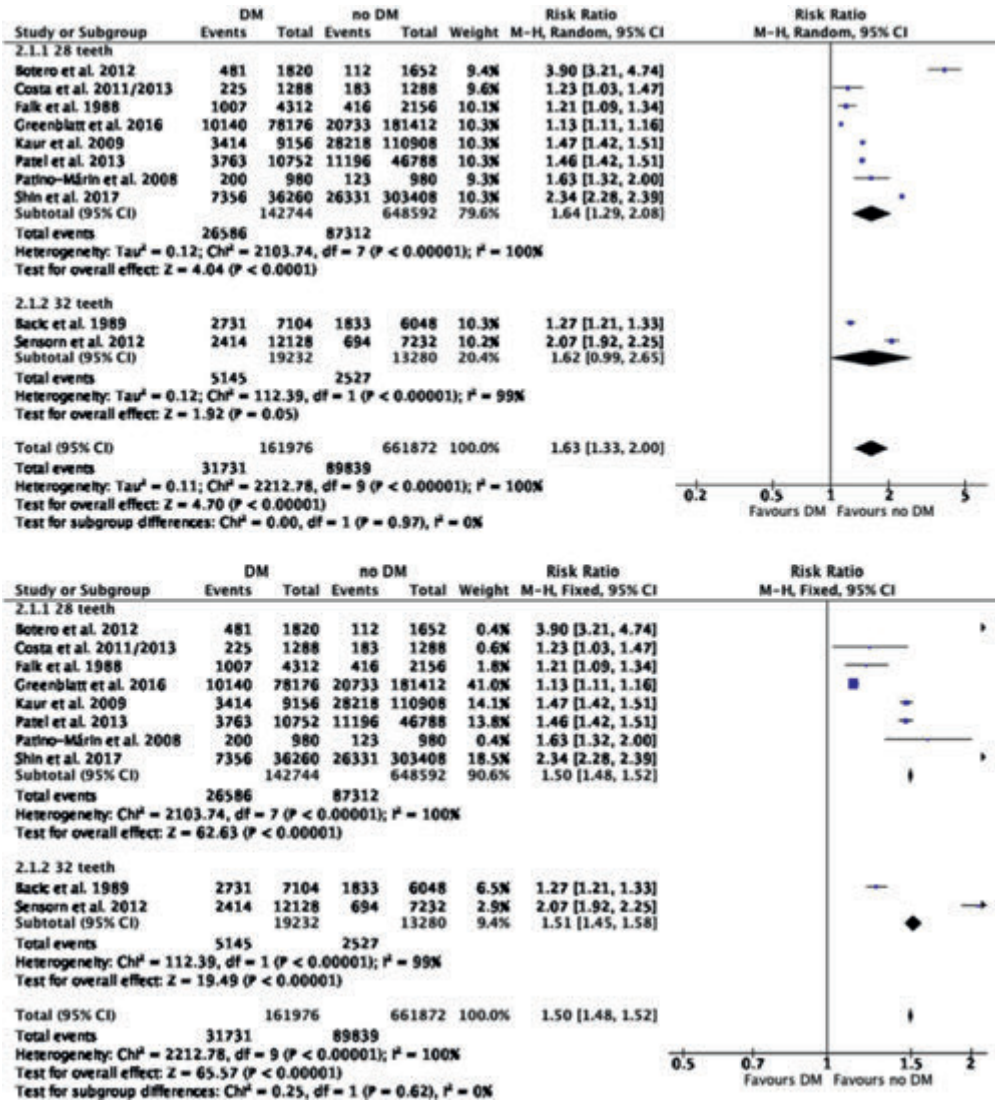 DM no DM Risk Ratio Risk Ratio
Study or Subgroup Events Total Events Total Weight M-H, Random, 95% CI M-H, Random, 95% CI
2.1.1 28 teeth
Botero et al. 2012 481 1820 112 1652 9.4% 3.90 [3.21, 4.74]
Costa et al. 2011/2013 225 1288 183 1288 9.6% 1.23 [1.03, 1.47]
Falk et al. 1988 1007 4312 416 2156 10.1% 1.21 [1.09, 1.34]
Greenblatt et al. 2016 10140 78176 20733 181412 10.3% 1.13 [1.11, 1.16]
Kaur et al. 2009 3414 9156 28218 110908 10.3% 1.47 [1.42, 1.51]
Patel et al. 2013 3763 10752 11196 46788 10.3% 1.46 [1.42, 1.51]
Patino-Márin et al. 2008 200 980 123 980 9.3% 1.63 [1.32, 2.00]
Shin et al. 2017 7356 36260 26331 303408 10.3% 2.34 [2.28, 2.39]
Subtotal (95% CI) 142744 648592 79.6% 1.64 [1.29, 2.08]
Total events 26586 87312
Heterogeneity: Tau² = 0.12; Chi² = 2103.74, df = 7 (P < 0.00001); I² = 100%
Test for overall effect: Z = 4.04 (P < 0.0001)
2.1.2 32 teeth
Bacic et al. 1989 2731 7104 1833 6048 10.3% 1.27 [1.21, 1.33]
Sensorn et al. 2012 2414 12128 694 7232 10.2% 2.07 [1.92, 2.25]
Subtotal (95% CI) 19232 13280 20.4% 1.62 [0.99, 2.65]
Total events 5145 2527
Heterogeneity: Tau² = 0.12; Chi² = 112.39, df = 1 (P < 0.00001); I² = 99%
Test for overall effect: Z = 1.92 (P = 0.05)
Total (95% CI) 161976 661872 100.0% 1.63 [1.33, 2.00]
Total events 31731 89839
Heterogeneity: Tau² = 0.11; Chi² = 2212.78, df = 9 (P < 0.00001); I² = 100%
Test for overall effect: Z = 4.70 (P < 0.00001)
Test for subgroup differences: Chi² = 0.00, df = 1 (P = 0.97), I² = 0%
0.2 0.5 1 2 5
Favours DM Favours no DM
DM no DM Risk Ratio Risk Ratio
Study or Subgroup Events Total Events Total Weight M-H, Fixed, 95% CI M-H, Fixed, 95% CI
2.1.1 28 teeth
Botero et al. 2012 481 1820 112 1652 0.4% 3.90 [3.21, 4.74]
Costa et al. 2011/2013 225 1288 183 1288 0.6% 1.23 [1.03, 1.47]
Falk et al. 1988 1007 4312 416 2156 1.8% 1.21 [1.09, 1.34]
Greenblatt et al. 2016 10140 78176 20733 181412 41.0% 1.13 [1.11, 1.16]
Kaur et al. 2009 3414 9156 28218 110908 14.1% 1.47 [1.42, 1.51]
Patel et al. 2013 3763 10752 11196 46788 13.8% 1.46 [1.42, 1.51]
Patino-Márin et al. 2008 200 980 123 980 0.4% 1.63 [1.32, 2.00]
Shin et al. 2017 7356 36260 26331 303408 18.5% 2.34 [2.28, 2.39]
Subtotal (95% CI) 142744 648592 90.6% 1.50 [1.48, 1.52]
Total events 26586 87312
Heterogeneity: Chi² = 2103.74, df = 7 (P < 0.00001); I² = 100%
Test for overall effect: Z = 62.63 (P < 0.00001)
2.1.2 32 teeth
Bacic et al. 1989 2731 7104 1833 6048 6.5% 1.27 [1.21, 1.33]
Sensorn et al. 2012 2414 12128 694 7232 2.9% 2.07 [1.92, 2.25]
Subtotal (95% CI) 19232 13280 9.4% 1.51 [1.45, 1.58]
Total events 5145 2527
Heterogeneity: Chi² = 112.39, df = 1 (P < 0.00001); I² = 99%
Test for overall effect: Z = 19.49 (P < 0.00001)
Total (95% CI) 161976 661872 100.0% 1.50 [1.48, 1.52]
Total events 31731 89839
Heterogeneity: Chi² = 2212.78, df = 9 (P < 0.00001); I² = 100%
Test for overall effect: Z = 65.57 (P < 0.00001)
Test for subgroup differences: Chi² = 0.25, df = 1 (P = 0.62), I² = 0%
0.5 0.7 1 1.5 2
Favours DM Favours no DM